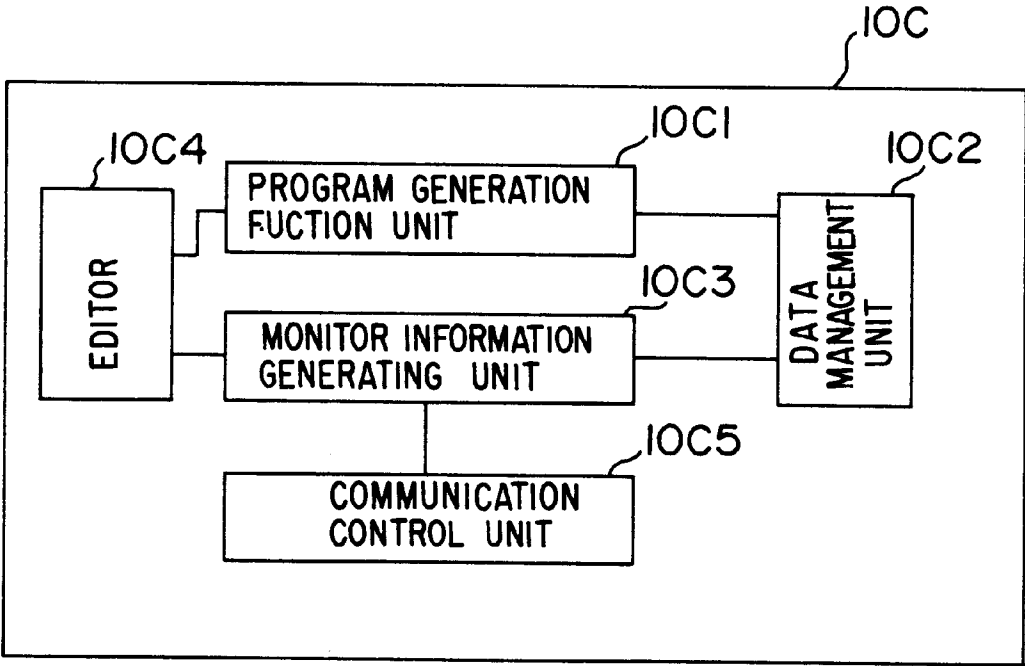 10C
10C1
10C4
10C2
PROGRAM GENERATION
FUCTION UNIT
EDITOR
DATA
MANAGEMENT
UNIT
10C3
MONITOR INFORMATION
GENERATING UNIT
10C5
COMMUNICATION
CONTROL UNIT